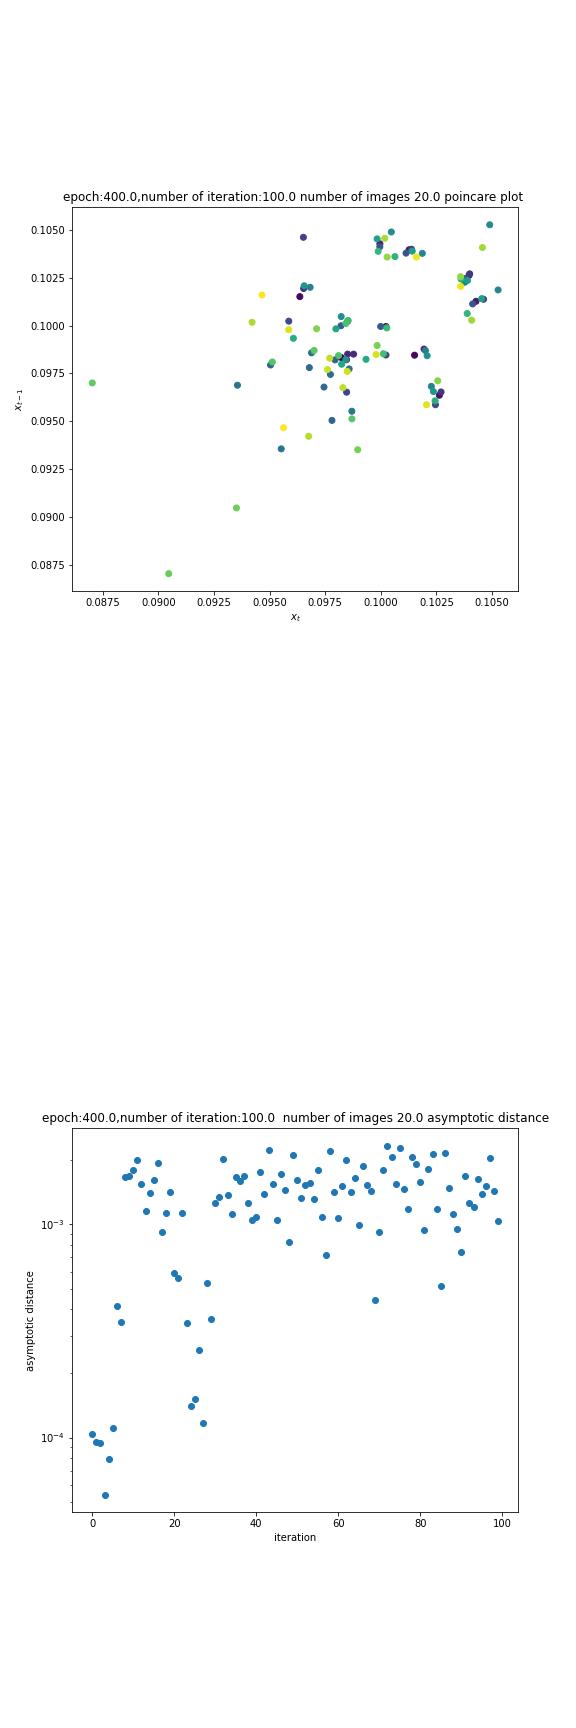 epoch:400.0,number of iteration:100.0 number of images 20.0 poincare plot
0.1050
0.1025
0.1000
0.0975
0.0950
0.0925
0.0900
0.0875
x_{t-1}
0.0875 0.0900 0.0925 0.0950 0.0975 0.1000 0.1025 0.1050
x_t
epoch:400.0,number of iteration:100.0  number of images 20.0 asymptotic distance
10^{-3}
10^{-4}
asymptotic distance
0 20 40 60 80 100
iteration